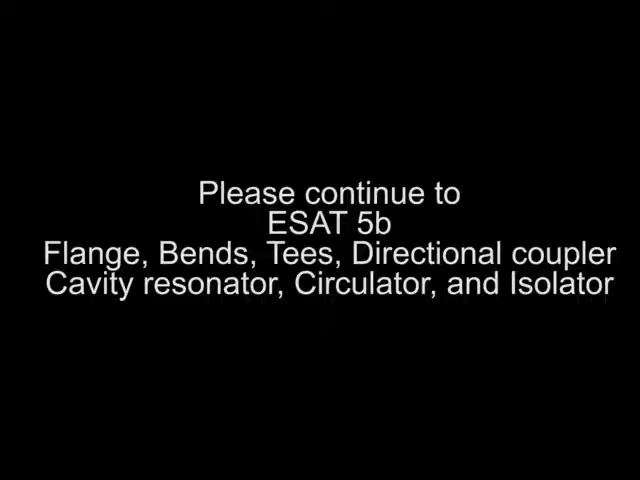 Please continue to
ESAT 5b
Flange, Bends, Tees, Directional coupler
Cavity resonator, Circulator, and Isolator